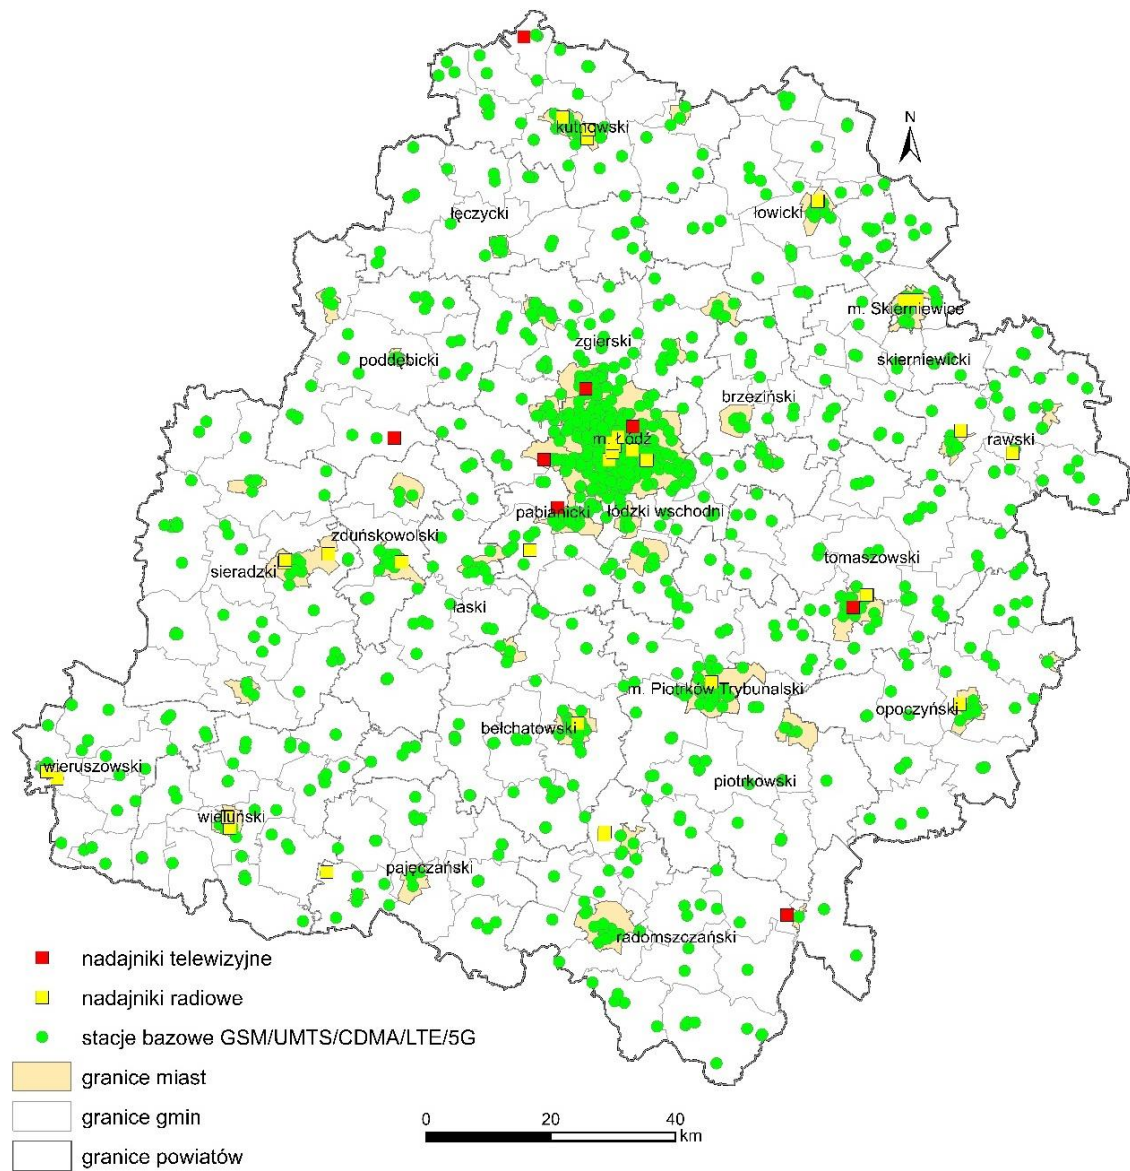 kutnowski
N
łęczycki
łowicki
m. Skierniewice
zgierski
poddębicki
skierniewicki
brzeziński
m. Łódź
rawski
pabianicki
łódzki wschodni
zduńskowolski
tomaszowski
sieradzki
łaski
m. Piotrków Trybunalski
opoczyński
bełchatowski
wieruszowski
piotrkowski
wieluński
pajęczański
radomszczański
nadajniki telewizyjne
nadajniki radiowe
stacje bazowe GSM/UMTS/CDMA/LTE/5G
granice miast
granice gmin
granice powiatów
0 20 40
km